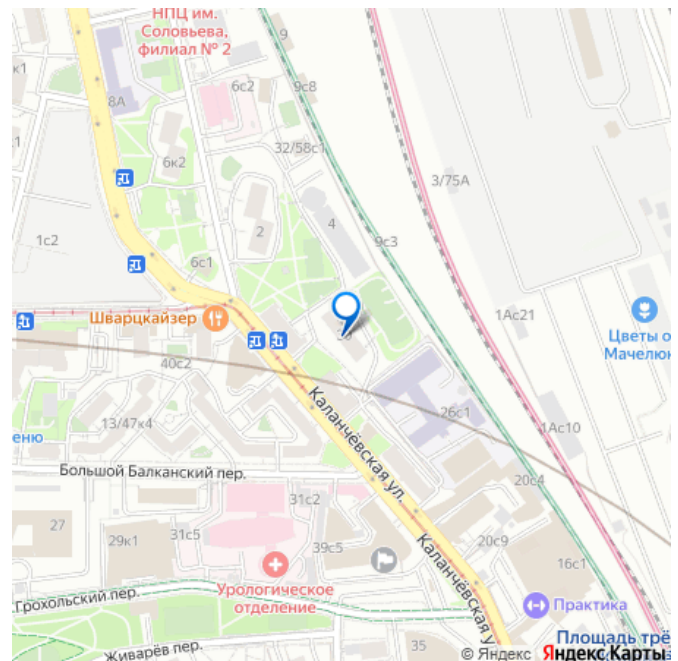 НПЦ им.
Соловьева,
филиал № 2
к1
9
6с2
9с8
8А
32/58с1
6к2
3/75А
4
2
1с2
9с3
6с1
1Ас21
Шварцкайзер
Цветы о
Мачелюк
40с2
Каланчёвская ул.
26с1
1Ас10
13/47к4
еню
Большой Балканский пер.
20с4
31с2
27
31с5
29к1
39с5
20с9
16с1
Урологическое
отделение
Каланчёвская у
Грохольский пер.
Практика
Живарёв пер.
35
Площадь трё
© Яндекс Яндекс Карты